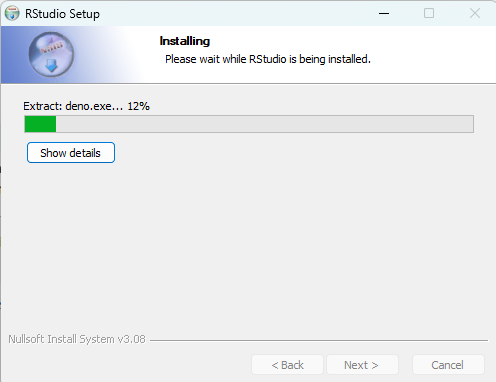 RStudio Setup
Installing
Please wait while RStudio is being installed.
Extract: deno.exe... 12%
Show details
Nullsoft Install System v3.08
< Back
Next >
Cancel